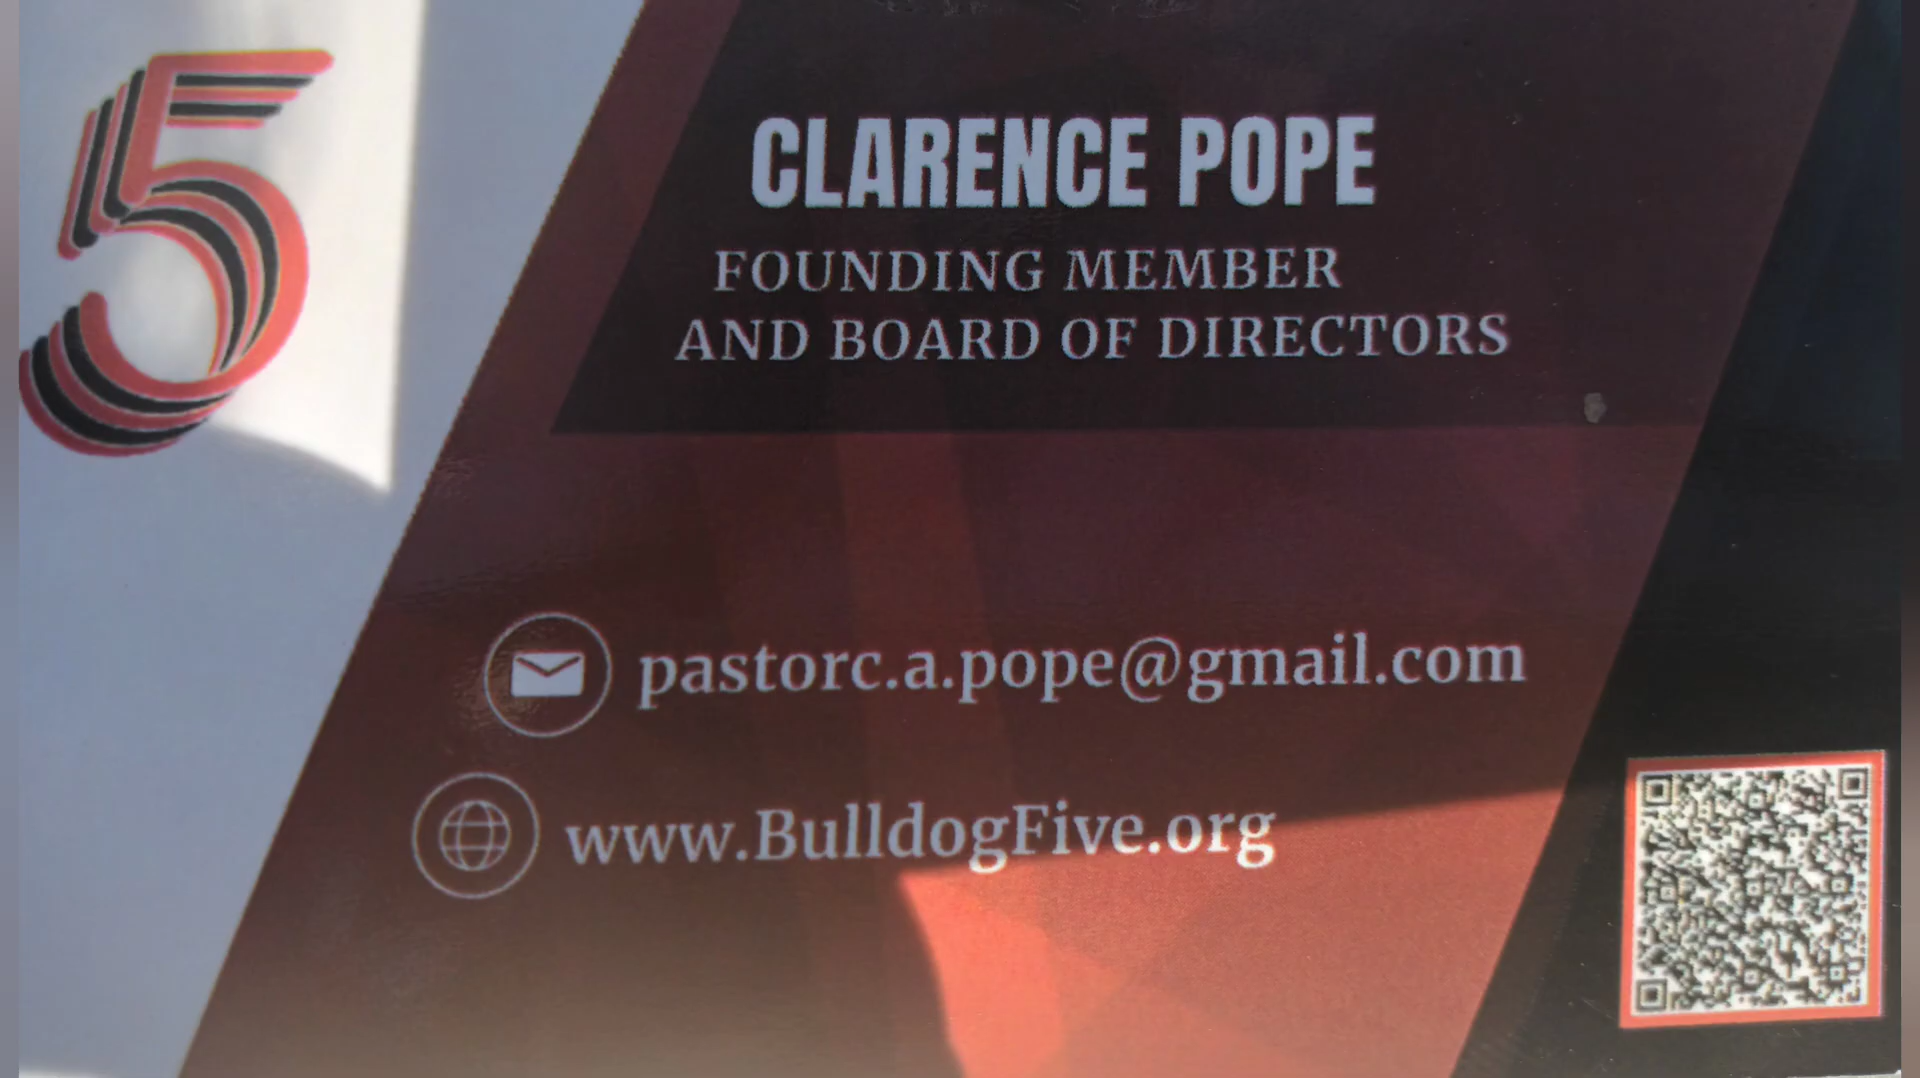 5
CLARENCE POPE
FOUNDING MEMBER
AND BOARD OF DIRECTORS
pastorc.a.pope@gmail.com
www.BulldogFive.org